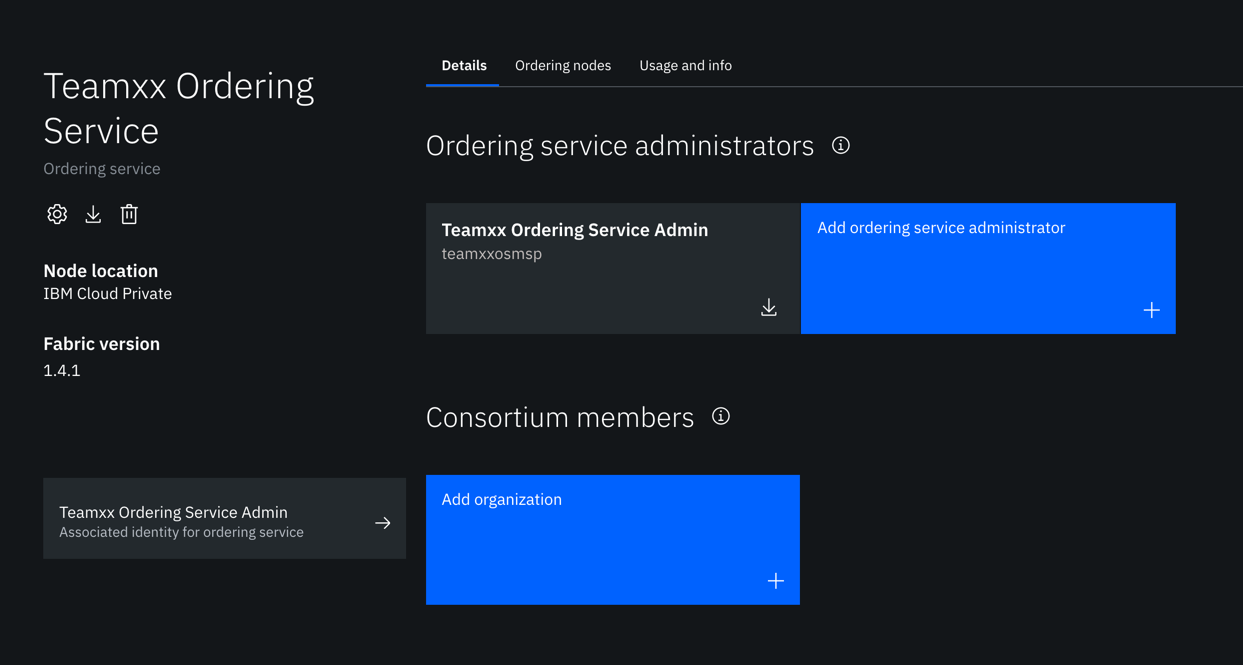 Teamxx Ordering
Service
Ordering service
Node location
IBM Cloud Private
Fabric version
1.4.1
Teamxx Ordering Service Admin
Associated identity for ordering service
Details
Ordering nodes
Usage and info
Ordering service administrators
Teamxx Ordering Service Admin
teamxxosmsp
Add ordering service administrator
Consortium members
Add organization